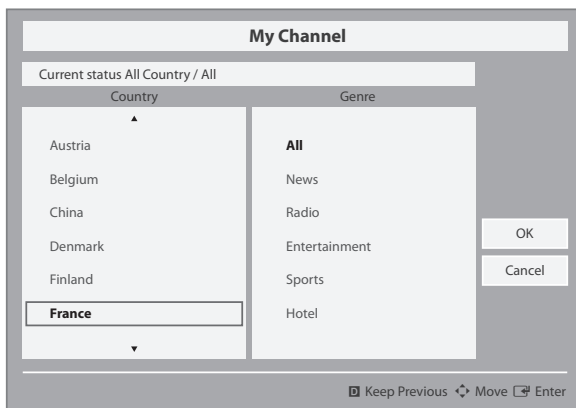 My Channel
Current status All Country / All
Country
Genre
Austria
Belgium
China
Denmark
Finland
France
All
News
Radio
Entertainment
Sports
Hotel
OK
Cancel
D Keep Previous Move Enter